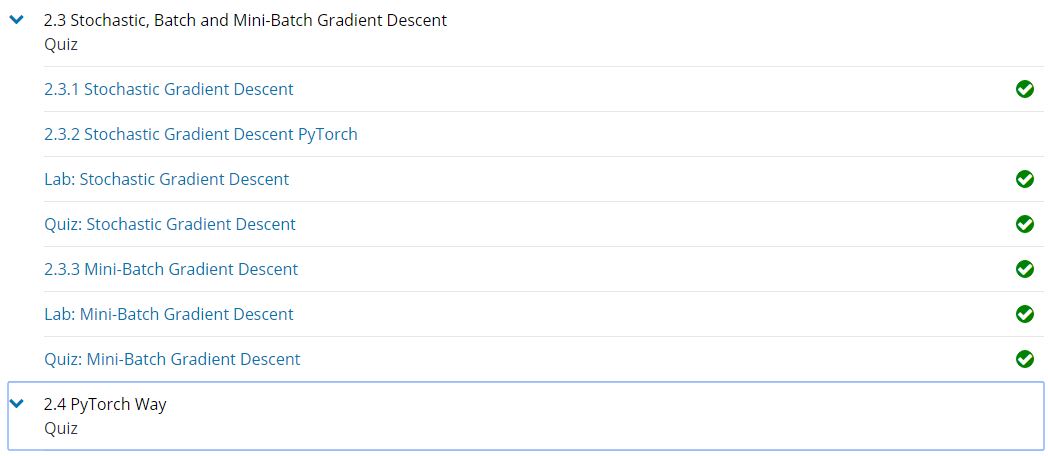 2.3 Stochastic, Batch and Mini-Batch Gradient Descent
Quiz
2.3.1 Stochastic Gradient Descent
2.3.2 Stochastic Gradient Descent PyTorch
Lab: Stochastic Gradient Descent
Quiz: Stochastic Gradient Descent
2.3.3 Mini-Batch Gradient Descent
Lab: Mini-Batch Gradient Descent
Quiz: Mini-Batch Gradient Descent
2.4 PyTorch Way
Quiz